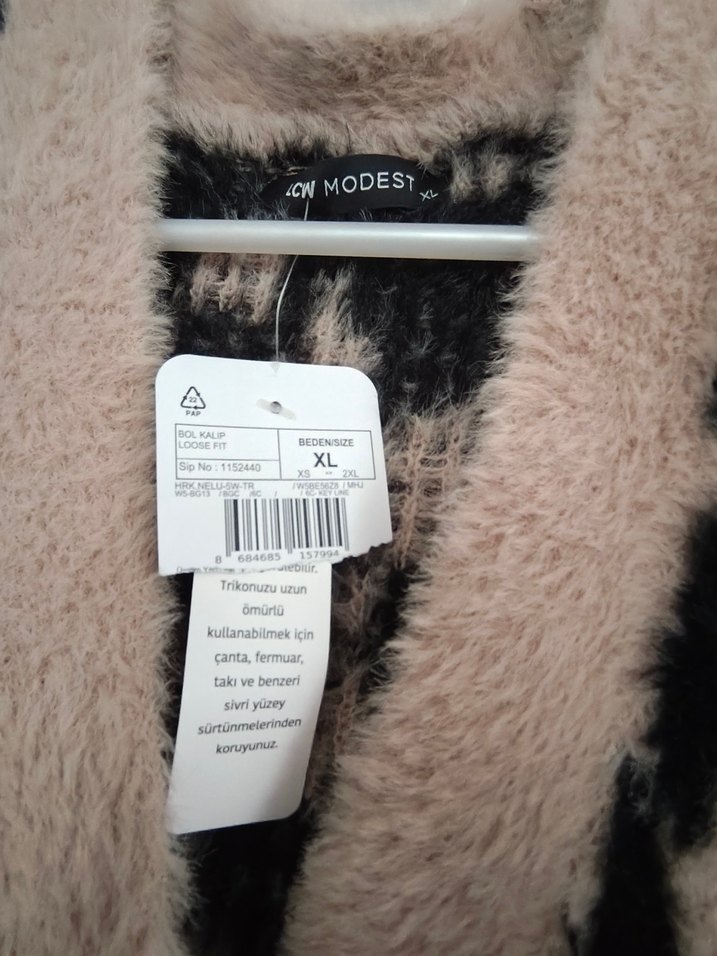 LCW MODEST XL
22
PAP
BOL KALIP
LOOSE FIT
Sip No : 1152440
BEDEN/SIZE
XL
XS — 2XL
HRK.NELU-5W-TR / W5BE56Z8 / MHJ
W5-BG13 / BGC /6C / / 6C- KEY LINE
8 684685 157994
Trikonuzu uzun
ömürlü
kullanabilmek için
çanta, fermuar,
takı ve benzeri
sivri yüzey
sürtünmelerinden
koruyunuz.